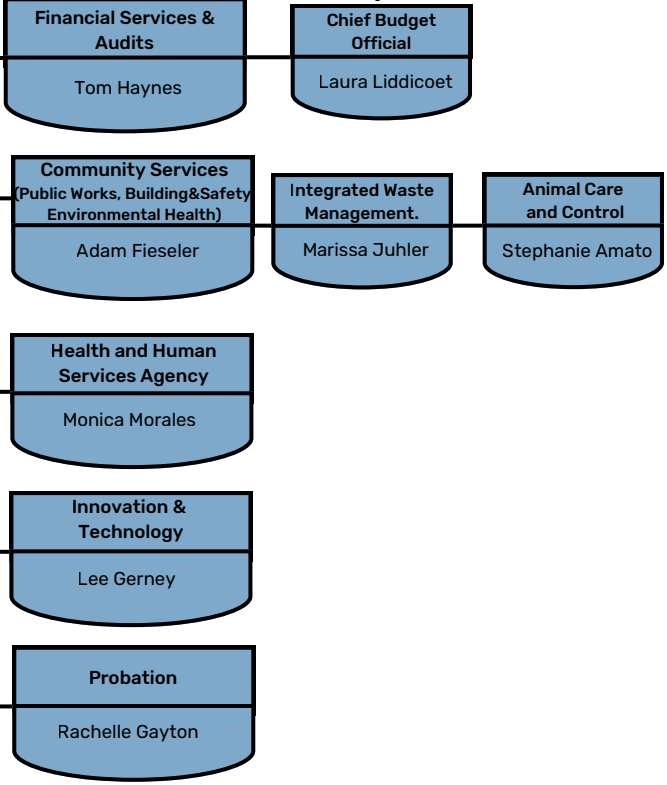 Financial Services &
Audits
Tom Haynes
Chief Budget
Official
Laura Liddicoet
Community Services
(Public Works, Building&Safety
Environmental Health)
Adam Fieseler
Integrated Waste
Management.
Marissa Juhler
Animal Care
and Control
Stephanie Amato
Health and Human
Services Agency
Monica Morales
Innovation &
Technology
Lee Gerney
Probation
Rachelle Gayton